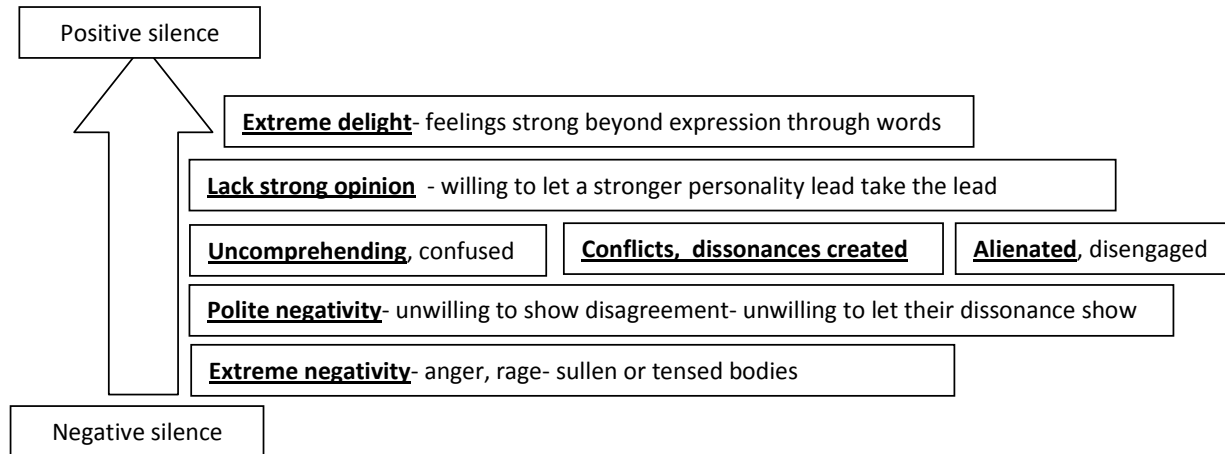 Positive silence
Extreme delight- feelings strong beyond expression through words
Lack strong opinion - willing to let a stronger personality lead take the lead
Uncomprehending, confused
Conflicts, dissonances created
Alienated, disengaged
Polite negativity- unwilling to show disagreement- unwilling to let their dissonance show
Extreme negativity- anger, rage- sullen or tensed bodies
Negative silence